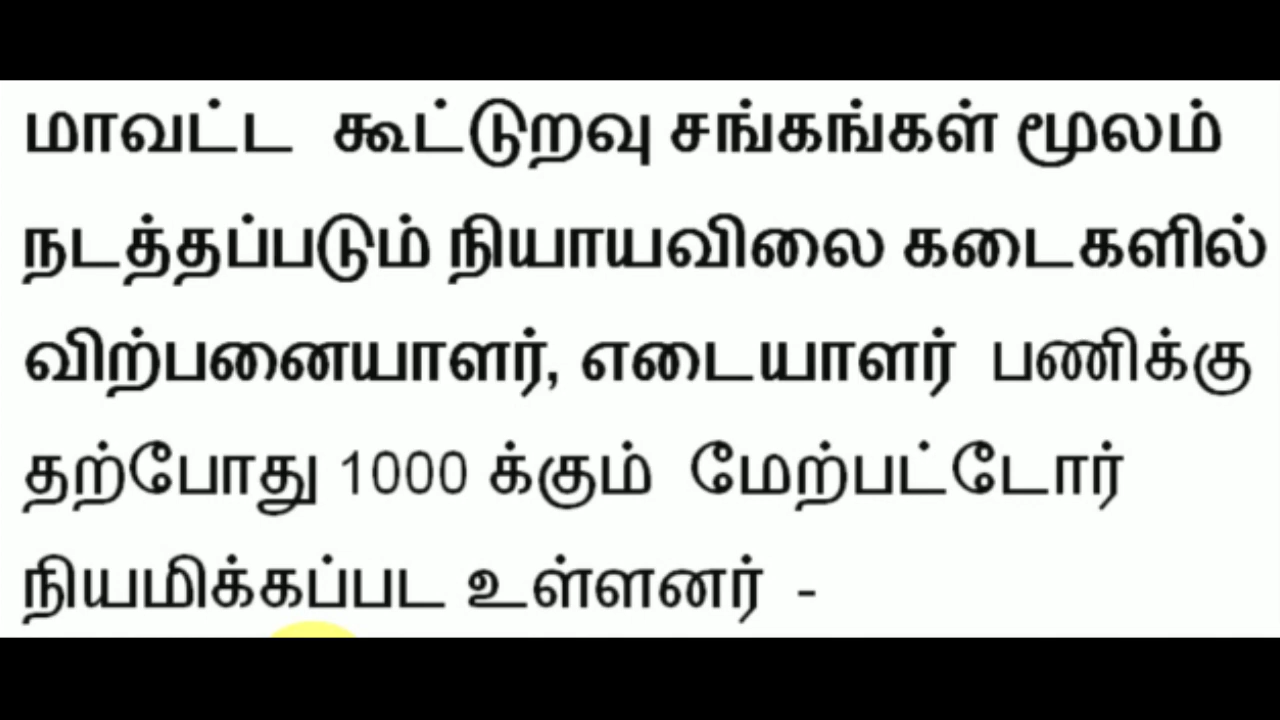 மாவட்ட கூட்டுறவு சங்கங்கள் மூலம்
நடத்தப்படும் நியாயவிலை கடைகளில்
விற்பனையாளர், எடையாளர் பணிக்கு
தற்போது 1000 க்கும் மேற்பட்டோர்
நியமிக்கப்பட உள்ளனர் -